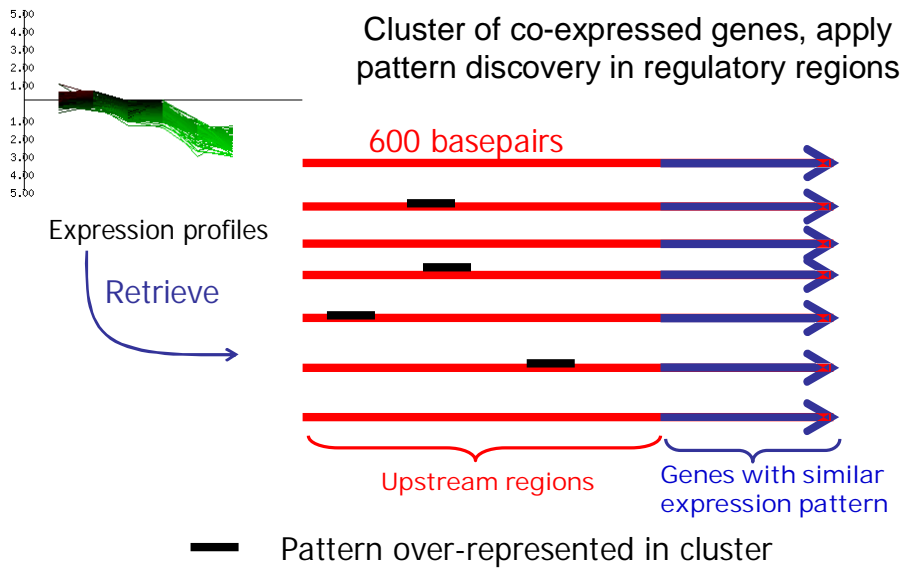 5.00
4.00
3.00
2.00
1.00
1.00
2.00
3.00
4.00
5.00
Cluster of co-expressed genes, apply
pattern discovery in regulatory regions
600 basepairs
Expression profiles
Retrieve
Upstream regions
Genes with similar
expression pattern
Pattern over-represented in cluster